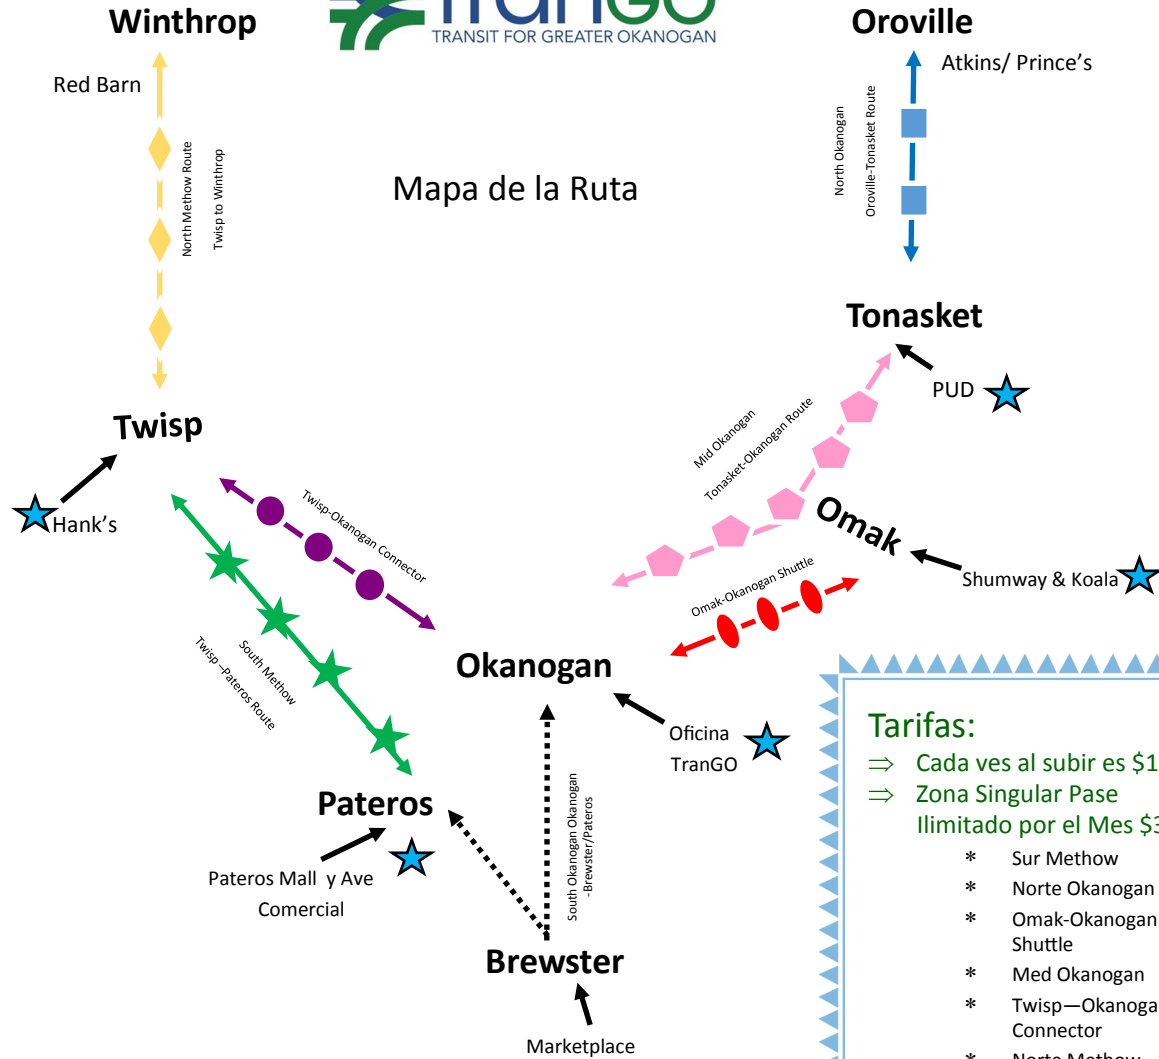 Winthrop
TranGO
TRANSIT FOR GREATER OKANOGAN
Oroville
Red Barn
Atkins/ Prince's
North Methow Route
Twisp to Winthrop
North Okanogan
Oroville-Tonasket Route
Mapa de la Ruta
Tonasket
PUD
Twisp
Hank's
Mid Okanogan
Tonasket-Okanogan Route
Omak
Shumway & Koala
Twisp-Okanogan Connector
Omak-Okanogan Shuttle
South Methow
Twisp –Pateros Route
Okanogan
Oficina
TranGO
Pateros
Pateros Mall y Ave
Comercial
South Okanogan Okanogan
-Brewster/Pateros
Brewster
Marketplace
Tarifas:
⇒ Cada ves al subir es $1
⇒ Zona Singular Pase
Ilimitado por el Mes $3
* Sur Methow
* Norte Okanogan
* Omak-Okanogan
Shuttle
* Med Okanogan
* Twisp—Okanoga
Connector
* Norte Methow